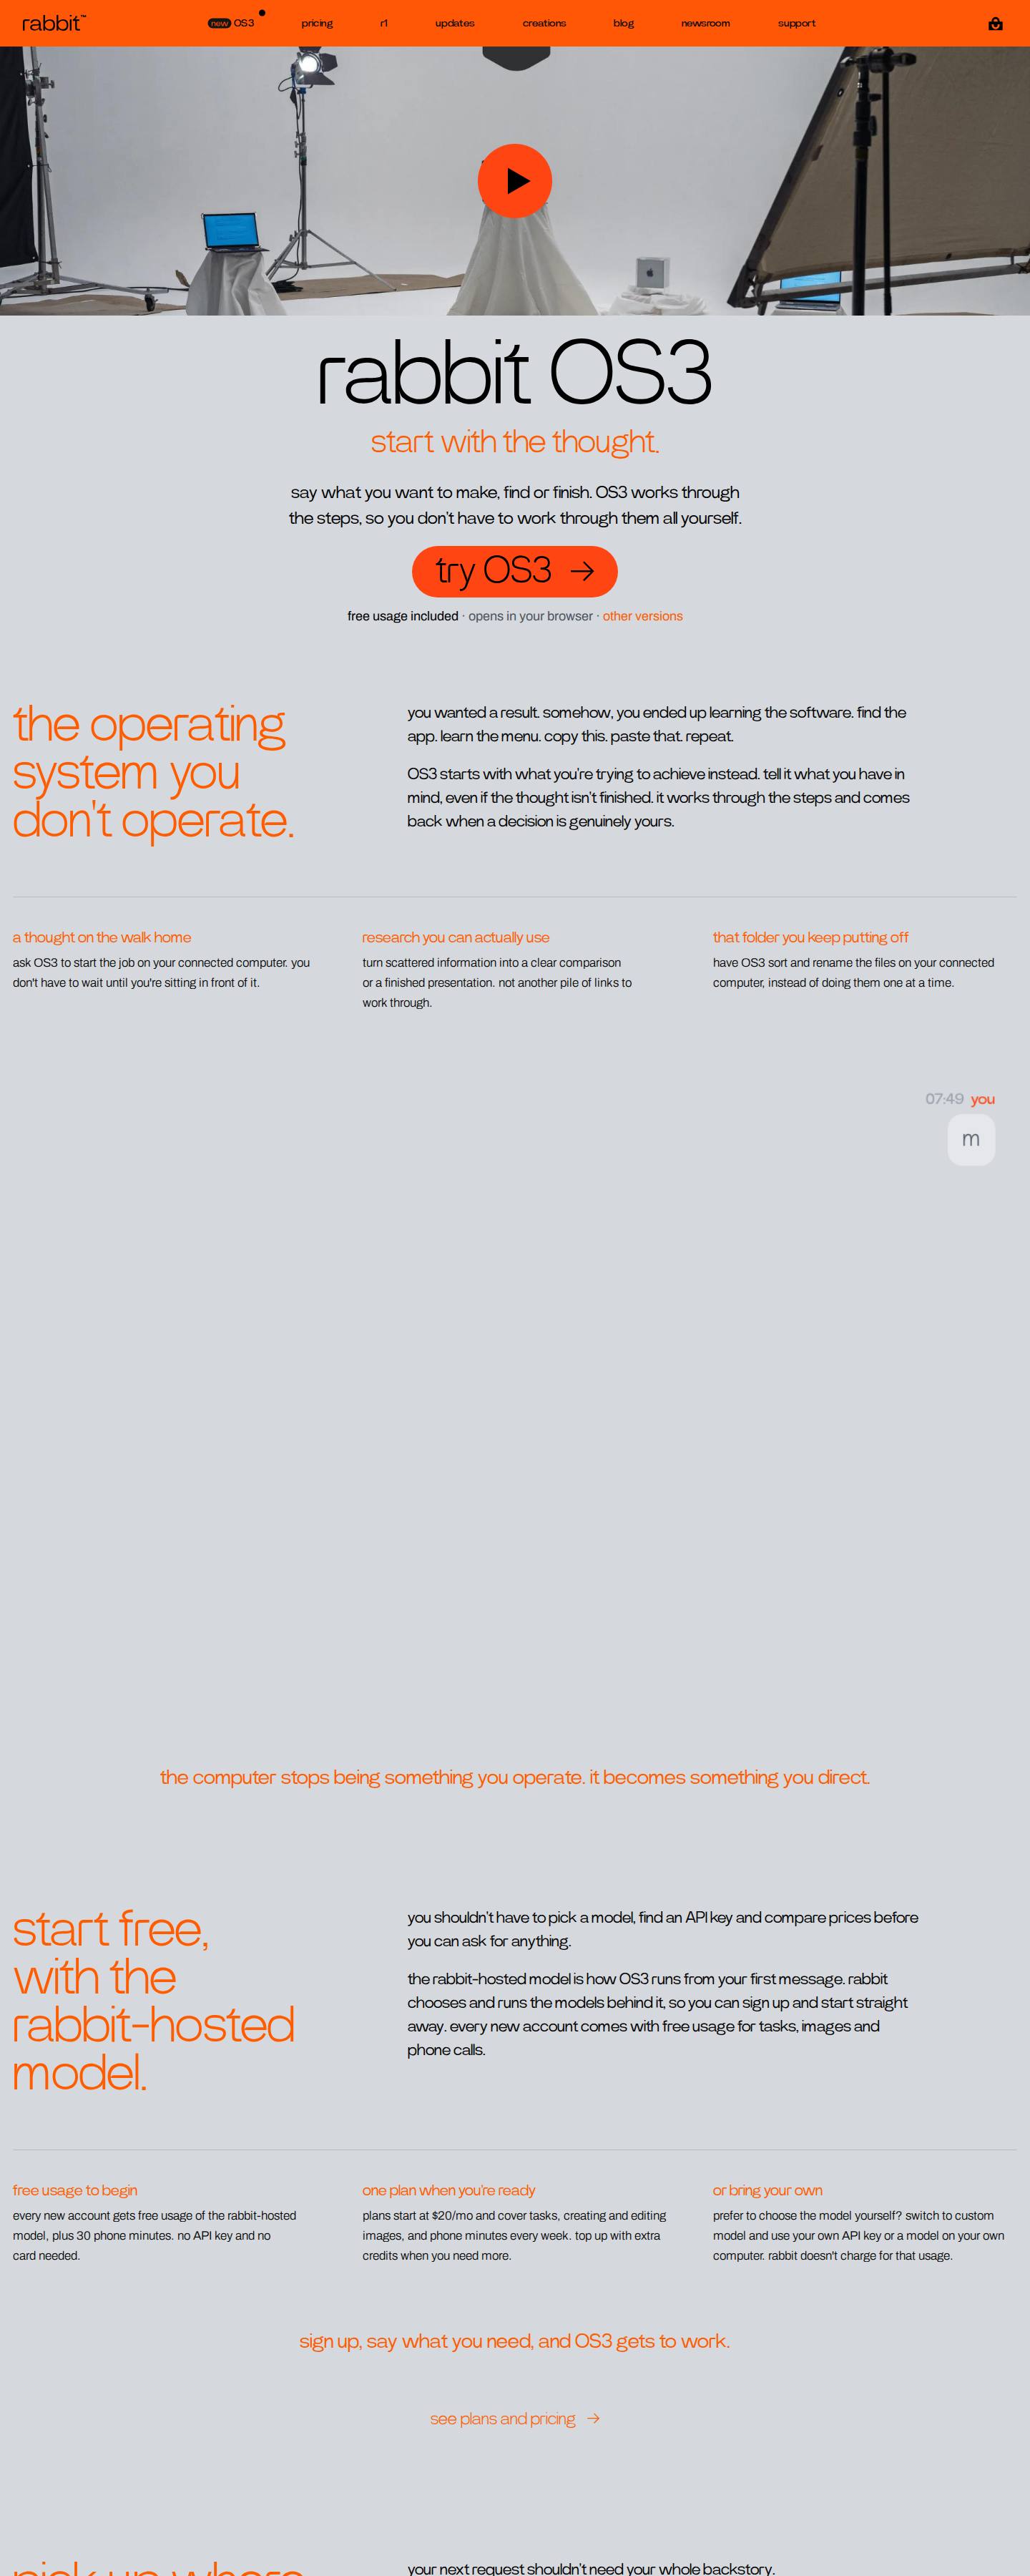 rabbit™
new OS3
pricing
r1
updates
creations
blog
newsroom
support
rabbit OS3
start with the thought.
say what you want to make, find or finish. OS3 works through
the steps, so you don't have to work through them all yourself.
try OS3 →
free usage included · opens in your browser · other versions
the operating
system you
don't operate.
you wanted a result. somehow, you ended up learning the software. find the
app. learn the menu. copy this. paste that. repeat.
OS3 starts with what you're trying to achieve instead. tell it what you have in
mind, even if the thought isn't finished. it works through the steps and comes
back when a decision is genuinely yours.
a thought on the walk home
ask OS3 to start the job on your connected computer. you
don't have to wait until you're sitting in front of it.
research you can actually use
turn scattered information into a clear comparison
or a finished presentation. not another pile of links to
work through.
that folder you keep putting off
have OS3 sort and rename the files on your connected
computer, instead of doing them one at a time.
07:49 you
m
the computer stops being something you operate. it becomes something you direct.
start free,
with the
rabbit-hosted
model.
you shouldn't have to pick a model, find an API key and compare prices before
you can ask for anything.
the rabbit-hosted model is how OS3 runs from your first message. rabbit
chooses and runs the models behind it, so you can sign up and start straight
away. every new account comes with free usage for tasks, images and
phone calls.
free usage to begin
every new account gets free usage of the rabbit-hosted
model, plus 30 phone minutes. no API key and no
card needed.
one plan when you're ready
plans start at $20/mo and cover tasks, creating and editing
images, and phone minutes every week. top up with extra
credits when you need more.
or bring your own
prefer to choose the model yourself? switch to custom
model and use your own API key or a model on your own
computer. rabbit doesn't charge for that usage.
sign up, say what you need, and OS3 gets to work.
see plans and pricing →
pick up where
your next request shouldn't need your whole backstory.